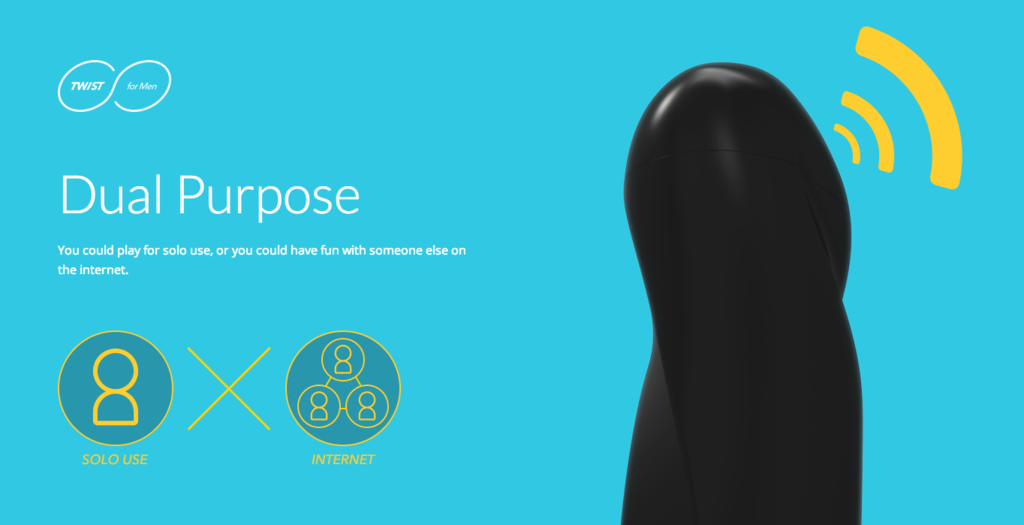 TWIST for Men
Dual Purpose
You could play for solo use, or you could have fun with someone else on
the internet.
SOLO USE
INTERNET